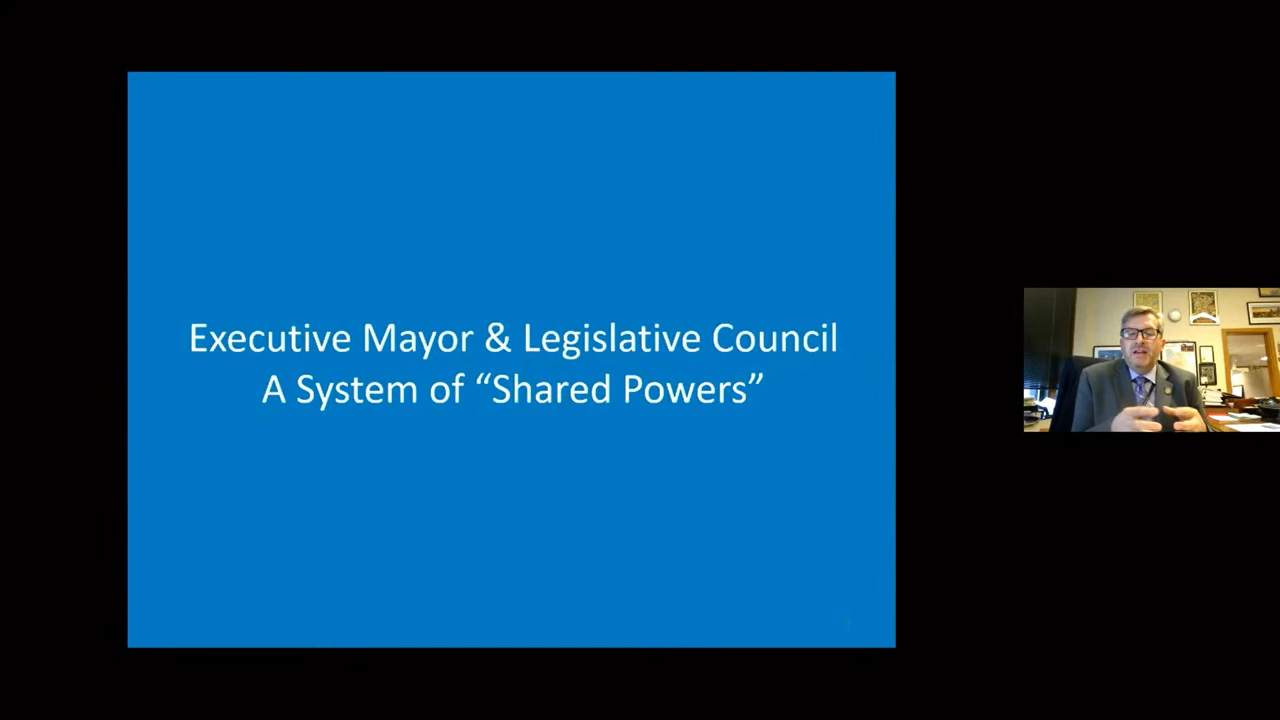 Executive Mayor & Legislative Council
A System of “Shared Powers”